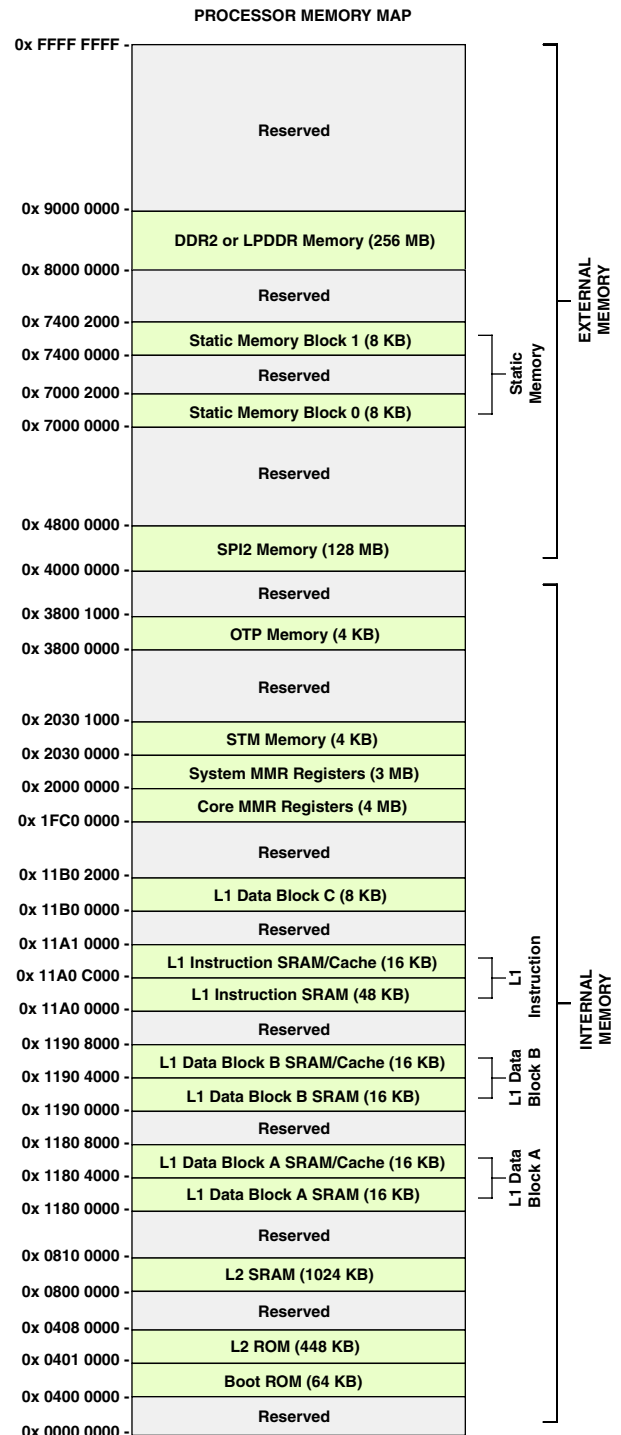 PROCESSOR MEMORY MAP
0x FFFF FFFF -
Reserved
0x 9000 0000 -
DDR2 or LPDDR Memory (256 MB)
0x 8000 0000 -
Reserved
0x 7400 2000 -
Static Memory Block 1 (8 KB)
0x 7400 0000 -
Reserved
0x 7000 2000 -
Static Memory Block 0 (8 KB)
0x 7000 0000 -
Reserved
0x 4800 0000 -
SPI2 Memory (128 MB)
0x 4000 0000 -
Reserved
0x 3800 1000 -
OTP Memory (4 KB)
0x 3800 0000 -
Reserved
0x 2030 1000 -
STM Memory (4 KB)
0x 2030 0000 -
System MMR Registers (3 MB)
0x 2000 0000 -
Core MMR Registers (4 MB)
0x 1FC0 0000 -
Reserved
0x 11B0 2000 -
L1 Data Block C (8 KB)
0x 11B0 0000 -
Reserved
0x 11A1 0000 -
L1 Instruction SRAM/Cache (16 KB)
0x 11A0 C000 -
L1 Instruction SRAM (48 KB)
0x 11A0 0000 -
Reserved
0x 1190 8000 -
L1 Data Block B SRAM/Cache (16 KB)
0x 1190 4000 -
L1 Data Block B SRAM (16 KB)
0x 1190 0000 -
Reserved
0x 1180 8000 -
L1 Data Block A SRAM/Cache (16 KB)
0x 1180 4000 -
L1 Data Block A SRAM (16 KB)
0x 1180 0000 -
Reserved
0x 0810 0000 -
L2 SRAM (1024 KB)
0x 0800 0000 -
Reserved
0x 0408 0000 -
L2 ROM (448 KB)
0x 0401 0000 -
Boot ROM (64 KB)
0x 0400 0000 -
Reserved
0x 0000 0000 -
Static
Memory
L1
Instruction
L1 Data
Block B
L1 Data
Block A
EXTERNAL
MEMORY
INTERNAL
MEMORY